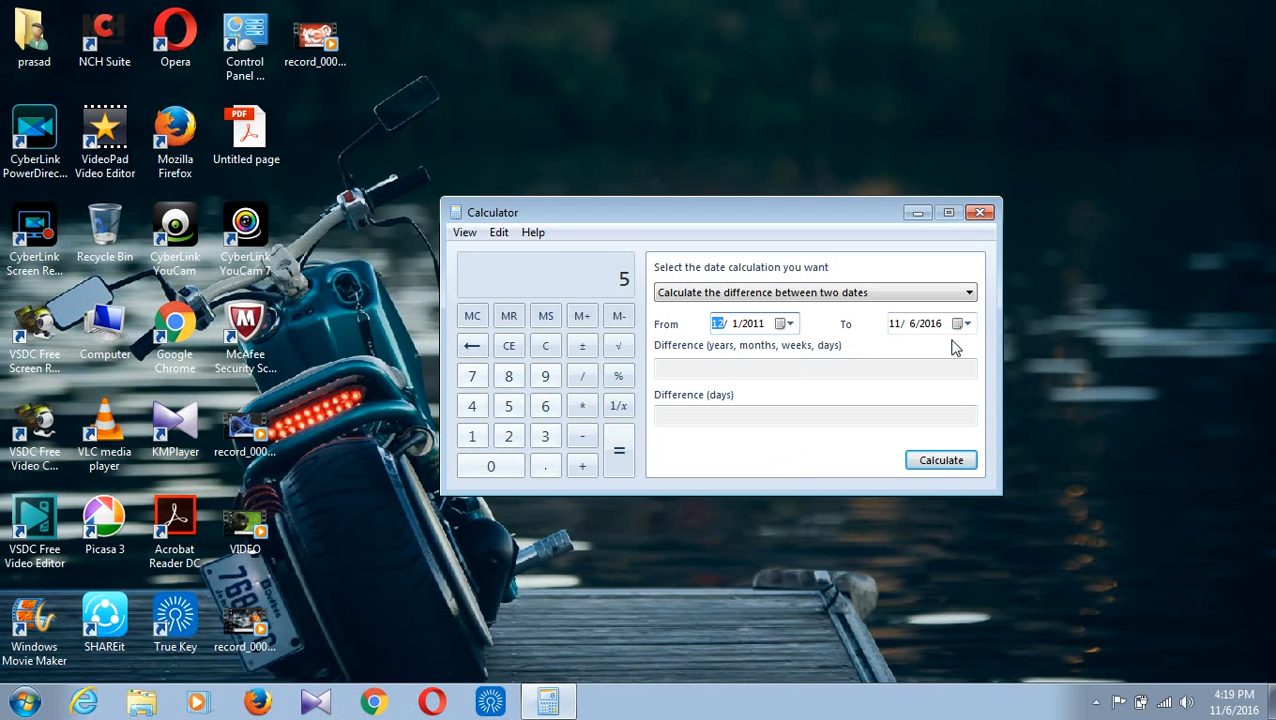 prasad
NCH Suite
Opera
Control
Panel ...
record_000...
PDF
CyberLink
PowerDirec...
VideoPad
Video Editor
Mozilla
Firefox
Untitled page
CyberLink
Screen Re...
Recycle Bin
CyberLink
YouCam
CyberLink
YouCam 7
VSDC Free
Screen R...
Computer
Google
Chrome
McAfee
Security Sc...
VSDC Free
Video C...
VLC media
player
KMPlayer
record_000...
VSDC Free
Video Editor
Picasa 3
Acrobat
Reader DC
VIDEO
Windows
Movie Maker
SHAREit
True Key
record_000...
Calculator
View Edit Help
5
MC MR MS M+ M-
← CE C ± √
7 8 9 / %
4 5 6 * 1/x
1 2 3 - =
0 . +
Select the date calculation you want
Calculate the difference between two dates
From 12/ 1/2011 To 11/ 6/2016
Difference (years, months, weeks, days)
Difference (days)
Calculate
4:19 PM
11/6/2016